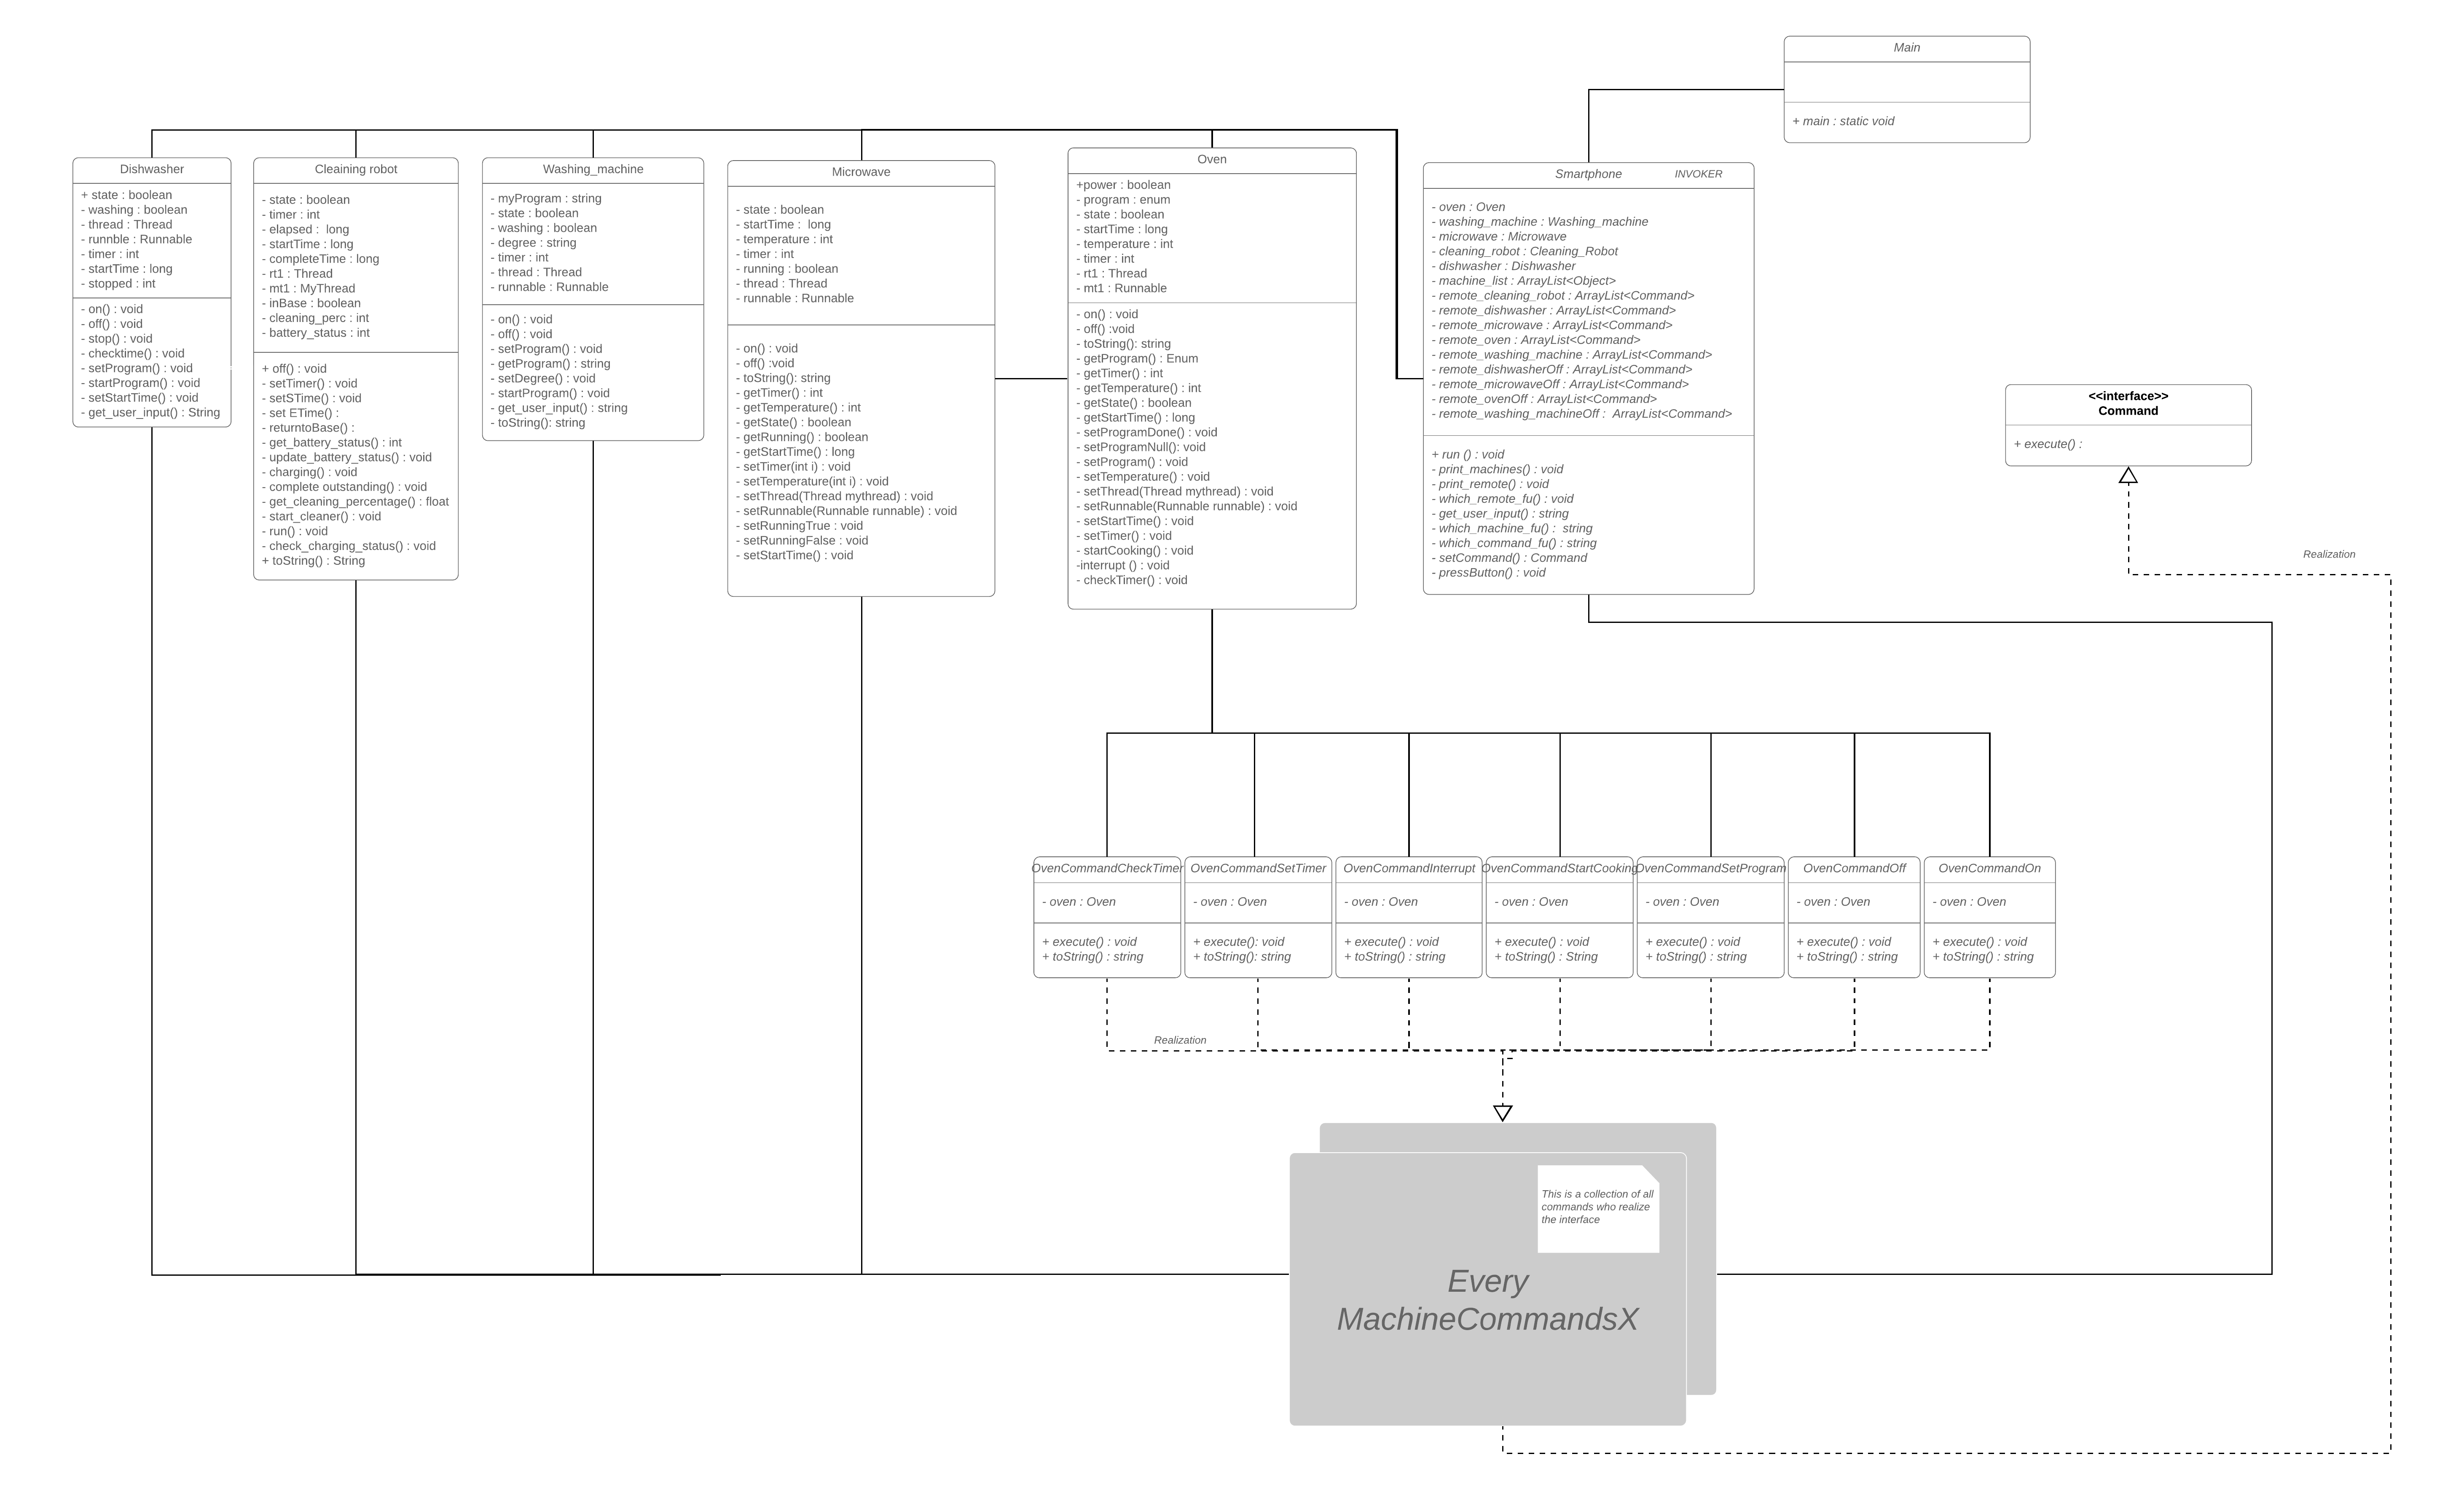 Main
+ main : static void
Dishwasher
+ state : boolean
- washing : boolean
- thread : Thread
- runnble : Runnable
- timer : int
- startTime : long
- stopped : int
- on() : void
- off() : void
- stop() : void
- checktime() : void
- setProgram() : void
- startProgram() : void
- setStartTime() : void
- get_user_input() : String
Cleaining robot
- state : boolean
- timer : int
- elapsed :  long
- startTime : long
- completeTime : long
- rt1 : Thread
- mt1 : MyThread
- inBase : boolean
- cleaning_perc : int
- battery_status : int
+ off() : void
- setTimer() : void
- setSTime() : void
- set ETime() :
- returntoBase() :
- get_battery_status() : int
- update_battery_status() : void
- charging() : void
- complete outstanding() : void
- get_cleaning_percentage() : float
- start_cleaner() : void
- run() : void
- check_charging_status() : void
+ toString() : String
Washing_machine
- myProgram : string
- state : boolean
- washing : boolean
- degree : string
- timer : int
- thread : Thread
- runnable : Runnable
- on() : void
- off() : void
- setProgram() : void
- getProgram() : string
- setDegree() : void
- startProgram() : void
- get_user_input() : string
- toString(): string
Microwave
- state : boolean
- startTime :  long
- temperature : int
- timer : int
- running : boolean
- thread : Thread
- runnable : Runnable
- on() : void
- off() :void
- toString(): string
- getTimer() : int
- getTemperature() : int
- getState() : boolean
- getRunning() : boolean
- getStartTime() : long
- setTimer(int i) : void
- setTemperature(int i) : void
- setThread(Thread mythread) : void
- setRunnable(Runnable runnable) : void
- setRunningTrue : void
- setRunningFalse : void
- setStartTime() : void
Oven
+power : boolean
- program : enum
- state : boolean
- startTime : long
- temperature : int
- timer : int
- rt1 : Thread
- mt1 : Runnable
- on() : void
- off() :void
- toString(): string
- getProgram() : Enum
- getTimer() : int
- getTemperature() : int
- getState() : boolean
- getStartTime() : long
- setProgramDone() : void
- setProgramNull(): void
- setProgram() : void
- setTemperature() : void
- setThread(Thread mythread) : void
- setRunnable(Runnable runnable) : void
- setStartTime() : void
- setTimer() : void
- startCooking() : void
-interrupt () : void
- checkTimer() : void
Smartphone INVOKER
- oven : Oven
- washing_machine : Washing_machine
- microwave : Microwave
- cleaning_robot : Cleaning_Robot
- dishwasher : Dishwasher
- machine_list : ArrayList<Object>
- remote_cleaning_robot : ArrayList<Command>
- remote_dishwasher : ArrayList<Command>
- remote_microwave : ArrayList<Command>
- remote_oven : ArrayList<Command>
- remote_washing_machine : ArrayList<Command>
- remote_dishwasherOff : ArrayList<Command>
- remote_microwaveOff : ArrayList<Command>
- remote_ovenOff : ArrayList<Command>
- remote_washing_machineOff :  ArrayList<Command>
+ run () : void
- print_machines() : void
- print_remote() : void
- which_remote_fu() : void
- get_user_input() : string
- which_machine_fu() :  string
- which_command_fu() : string
- setCommand() : Command
- pressButton() : void
<<interface>>
Command
+ execute() :
Realization
OvenCommandCheckTimer
- oven : Oven
+ execute() : void
+ toString() : string
OvenCommandSetTimer
- oven : Oven
+ execute(): void
+ toString(): string
OvenCommandInterrupt
- oven : Oven
+ execute() : void
+ toString() : string
OvenCommandStartCooking
- oven : Oven
+ execute() : void
+ toString() : String
OvenCommandSetProgram
- oven : Oven
+ execute() : void
+ toString() : string
OvenCommandOff
- oven : Oven
+ execute() : void
+ toString() : string
OvenCommandOn
- oven : Oven
+ execute() : void
+ toString() : string
Realization
This is a collection of all
commands who realize
the interface
Every
MachineCommandsX